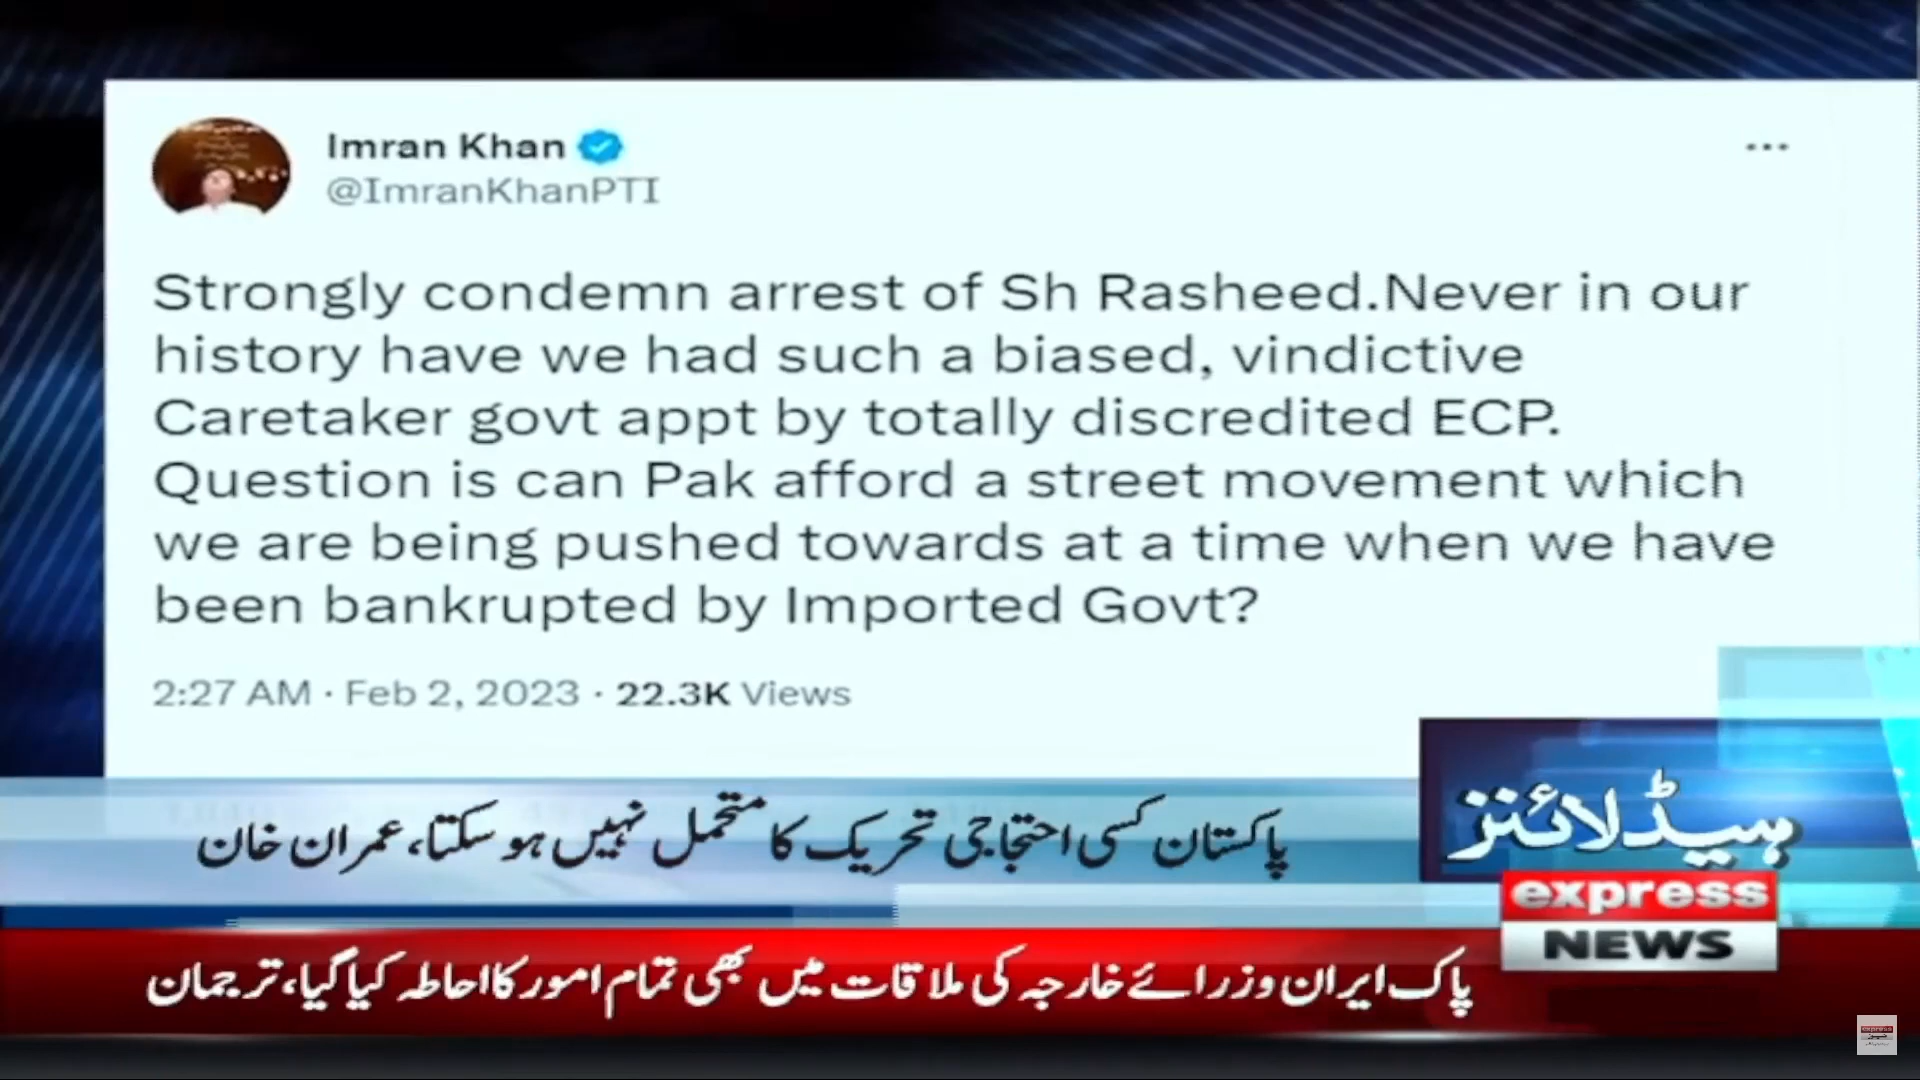 Imran Khan
@ImranKhanPTI
Strongly condemn arrest of Sh Rasheed.Never in our
history have we had such a biased, vindictive
Caretaker govt appt by totally discredited ECP.
Question is can Pak afford a street movement which
we are being pushed towards at a time when we have
been bankrupted by Imported Govt?
2:27 AM · Feb 2, 2023 · 22.3K Views
ہیڈلائنز
پاکستان کسی احتجاجی تحریک کا متحمل نہیں ہو سکتا، عمران خان
express
NEWS
پاک ایران وزرائے خارجہ کی ملاقات میں بھی تمام امور کا احاطہ کیا گیا، ترجمان
express